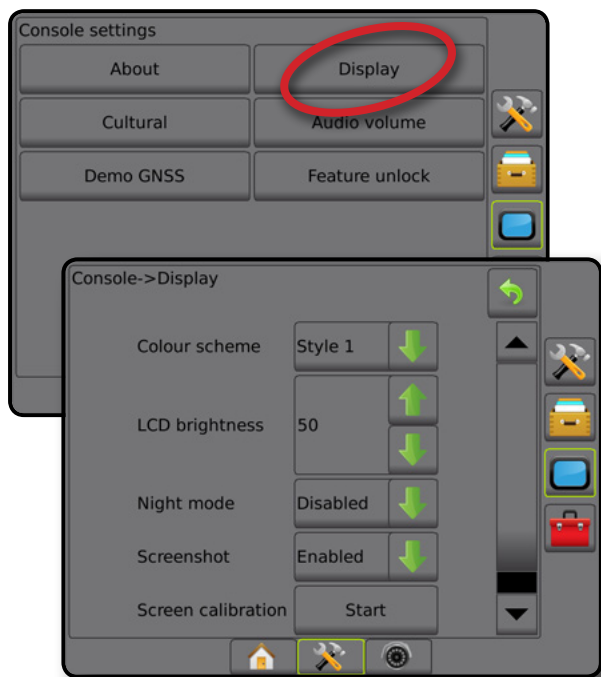 Console settings
About
Display
Cultural
Audio volume
Demo GNSS
Feature unlock
Console->Display
Colour scheme
Style 1
LCD brightness
50
Night mode
Disabled
Screenshot
Enabled
Screen calibration
Start